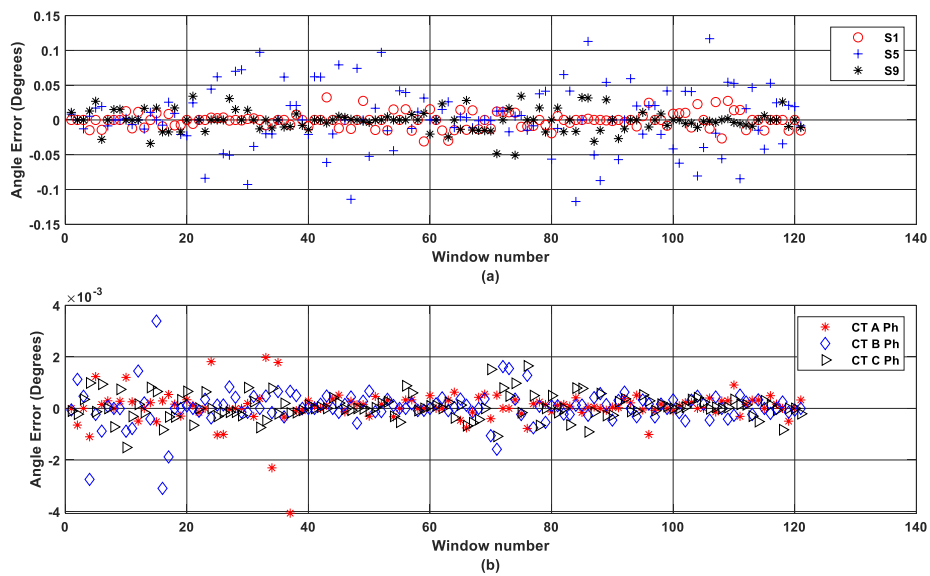 Angle Error (Degrees)
0.15
0.1
0.05
0
-0.05
-0.1
-0.15
S1
S5
S9
0 20 40 60 80 100 120 140
Window number
(a)
Angle Error (Degrees)
×10⁻³
4
2
0
-2
-4
CT A Ph
CT B Ph
CT C Ph
0 20 40 60 80 100 120 140
Window number
(b)